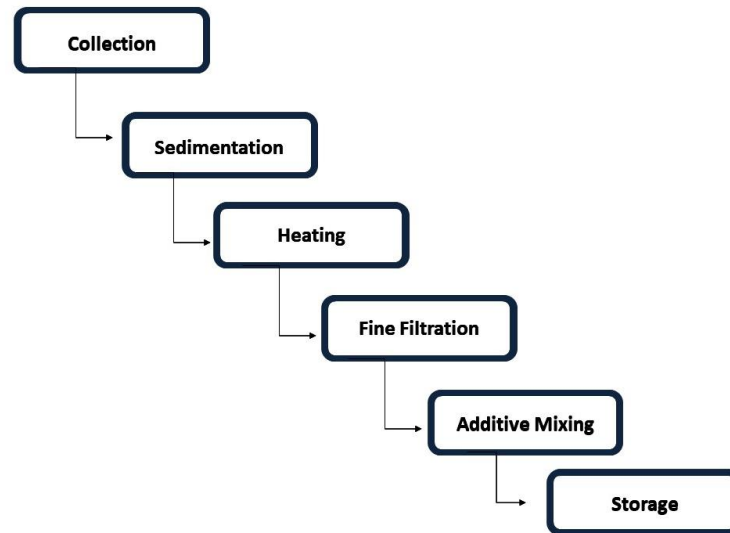 Collection
Sedimentation
Heating
Fine Filtration
Additive Mixing
Storage